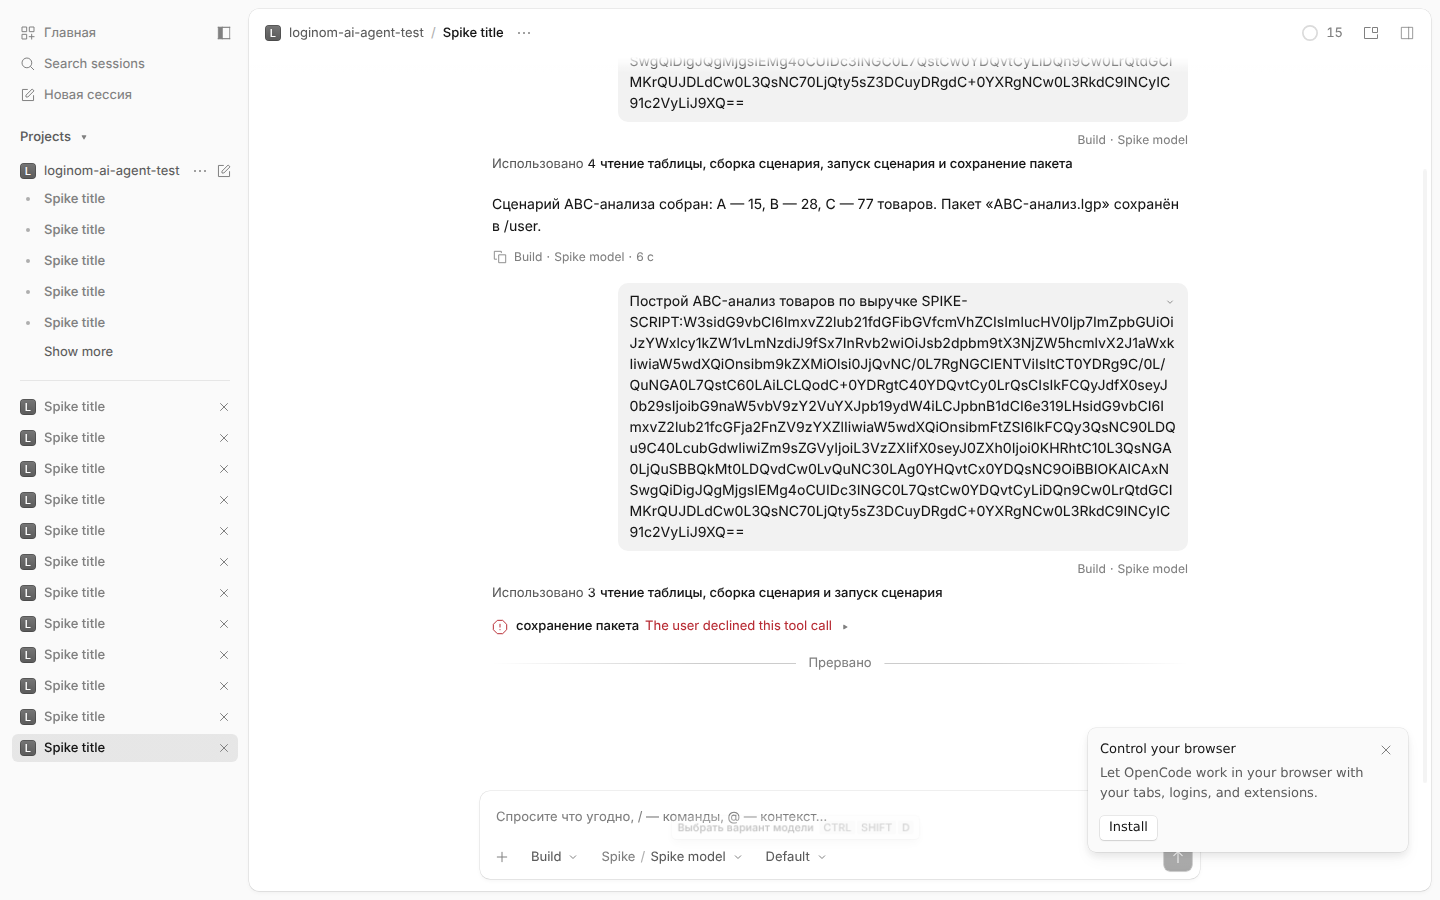 Главная
Search sessions
Новая сессия
Projects
L loginom-ai-agent-test
Spike title
Spike title
Spike title
Spike title
Spike title
Show more
L Spike title
L Spike title
L Spike title
L Spike title
L Spike title
L Spike title
L Spike title
L Spike title
L Spike title
L Spike title
L Spike title
L Spike title
L loginom-ai-agent-test / Spike title
15
MKrQUJDLdCw0L3QsNC70LjQty5sZ3DCuyDRgdC+0YXRgNCw0L3RkdC9INCyIC
91c2VyLiJ9XQ==
Build · Spike model
Использовано 4 чтение таблицы, сборка сценария, запуск сценария и сохранение пакета
Сценарий ABC-анализа собран: A — 15, B — 28, C — 77 товаров. Пакет «ABC-анализ.lgp» сохранён
в /user.
Build · Spike model · 6 с
Построй ABC-анализ товаров по выручке SPIKE-
SCRIPT:W3sidG9vbCI6ImxvZ2lub21fdGFibGVfcmVhZCIsImlucHV0Ijp7ImZpbGUiOi
JzYWxlcy1kZW1vLmNzdiJ9fSx7InRvb2wiOiJsb2dpbm9tX3NjZW5hcmlvX2J1aWxk
IiwiaW5wdXQiOnsibm9kZXMiOlsi0JjQvNC/0L7RgNGCIENTViIsItCT0YDRg9C/0L/
QuNGA0L7QstC60LAiLCLQodC+0YDRgtC40YDQvtCy0LrQsCIsIkFCQyJdfX0seyJ
0b29sIjoibG9naW5vbV9zY2VuYXJpb19ydW4iLCJpbnB1dCI6e319LHsidG9vbCI6I
mxvZ2lub21fcGFja2FnZV9zYXZlIiwiaW5wdXQiOnsibmFtZSI6IkFCQy3QsNC90LDQ
u9C40LcubGdwIiwiZm9sZGVyIjoiL3VzZXIifX0seyJ0ZXh0Ijoi0KHRhtC10L3QsNGA
0LjQuSBBQkMt0LDQvdCw0LvQuNC30LAg0YHQvtCx0YDQsNC9OiBBIOKAlCAxN
SwgQiDigJQgMjgsIEMg4oCUIDc3INGC0L7QstCw0YDQvtCyLiDQn9Cw0LrQtdGCI
MKrQUJDLdCw0L3QsNC70LjQty5sZ3DCuyDRgdC+0YXRgNCw0L3RkdC9INCyIC
91c2VyLiJ9XQ==
Build · Spike model
Использовано 3 чтение таблицы, сборка сценария и запуск сценария
сохранение пакета The user declined this tool call
Прервано
Control your browser
Let OpenCode work in your browser with
your tabs, logins, and extensions.
Install
Спросите что угодно, / — команды, @ — контекст...
Выбрать вариант модели CTRL SHIFT D
Build Spike / Spike model Default